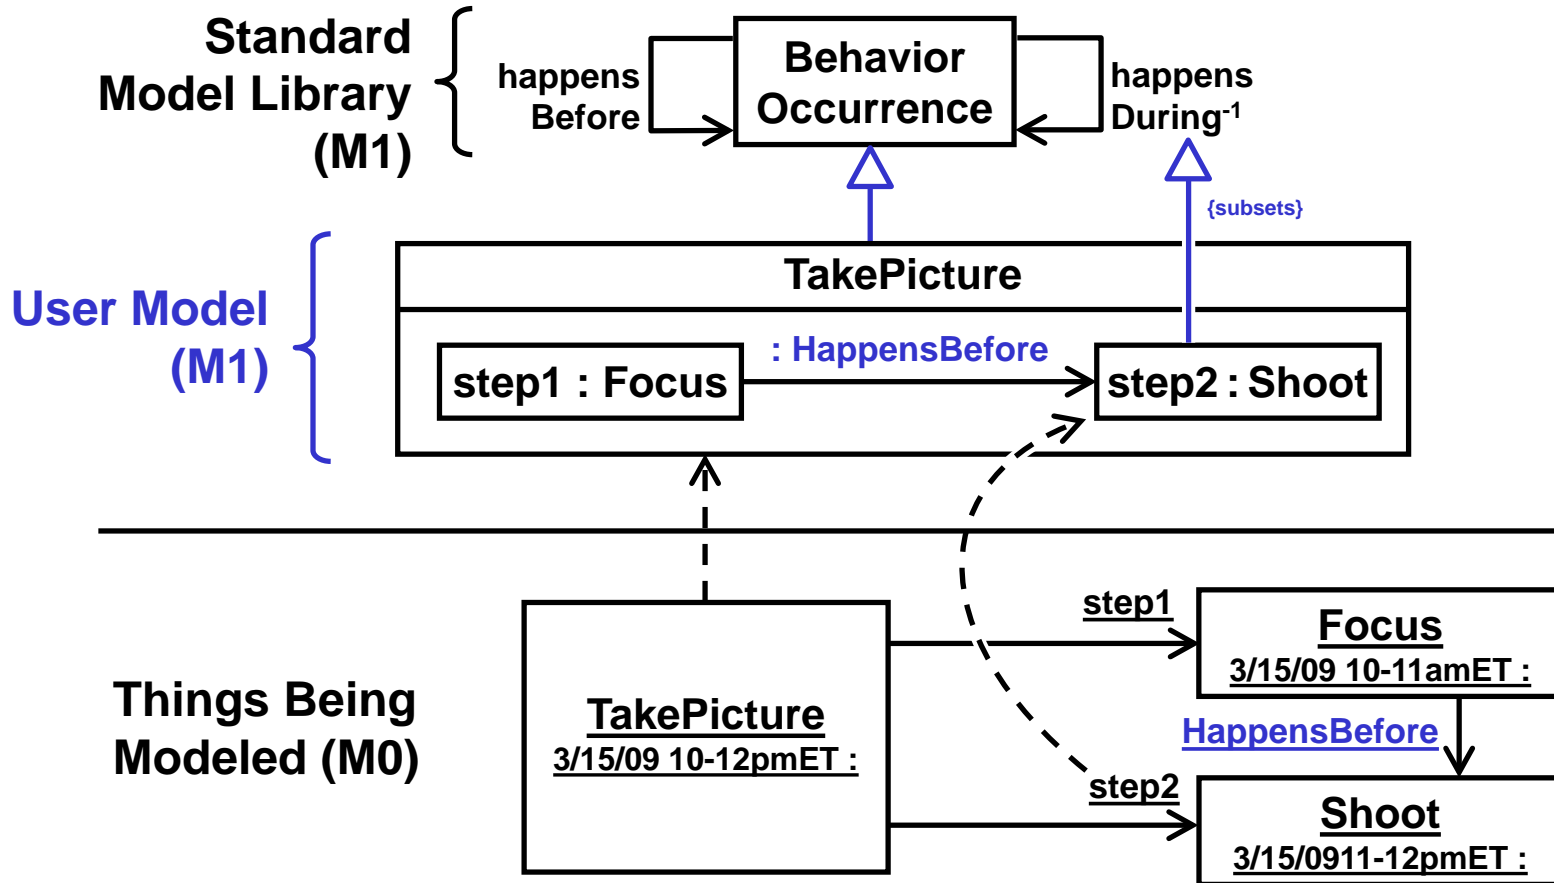 Standard
Model Library
(M1)
happens
Before
Behavior
Occurrence
happens
During-1
{subsets}
User Model
(M1)
TakePicture
step1 : Focus
: HappensBefore
step2 : Shoot
Things Being
Modeled (M0)
TakePicture
3/15/09 10-12pmET :
step1
Focus
3/15/09 10-11amET :
HappensBefore
step2
Shoot
3/15/0911-12pmET :